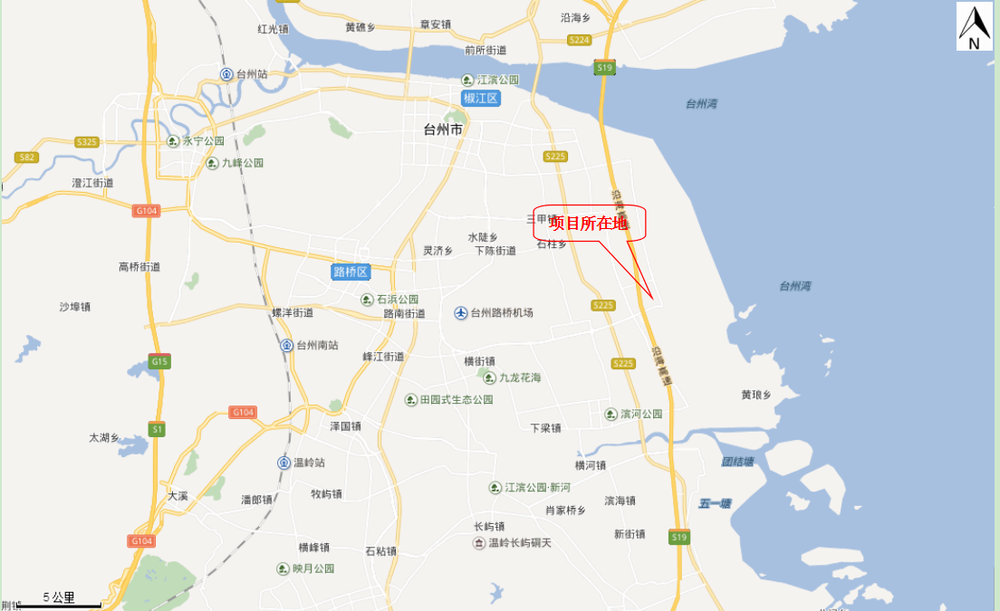 沿海乡
章安镇
黄礁乡
红光镇
S224
N
前所街道
S19
台州站
江滨公园
椒江区
台州湾
台州市
永宁公园
S325
S82
S225
九峰公园
澄江街道
G104
三甲镇
项目所在地
水陡乡
石柱乡
灵济乡
下陈街道
高桥街道
路桥区
台州湾
石浜公园
沙埠镇
S225
螺洋街道
路南街道
台州路桥机场
台州南站
峰江街道
G15
横街镇
S225
九龙花海
黄琅乡
田园式生态公园
G104
滨河公园
泽国镇
下梁镇
S1
太湖乡
温岭站
横河镇
团结塘
江滨公园·新河
大溪
牧屿镇
潘郎镇
滨海镇
五一塘
肖家桥乡
长屿镇
新街镇
S19
G104
温岭长屿硐天
横峰镇
石粘镇
映月公园
5 公里